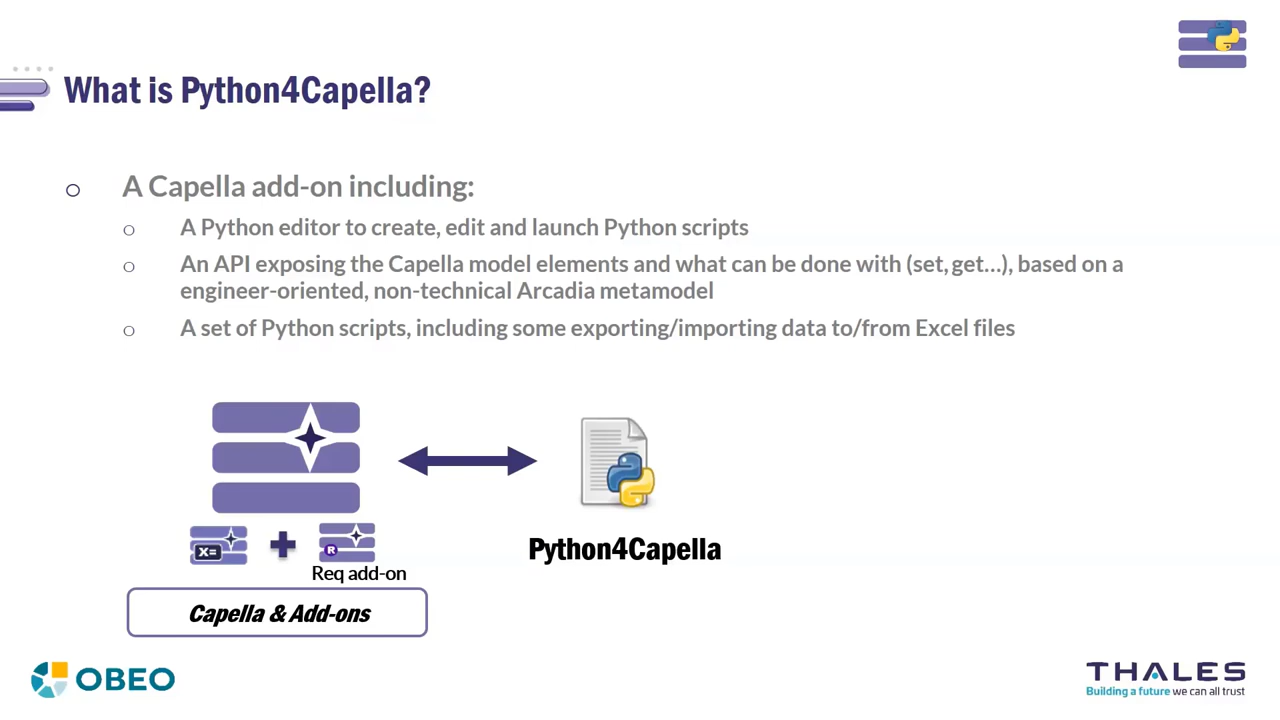 What is Python4Capella?
o A Capella add-on including:
o A Python editor to create, edit and launch Python scripts
o An API exposing the Capella model elements and what can be done with (set, get...), based on a
engineer-oriented, non-technical Arcadia metamodel
o A set of Python scripts, including some exporting/importing data to/from Excel files
X=
R
Req add-on
Python4Capella
Capella & Add-ons
OBEO
THALES
Building a future we can all trust